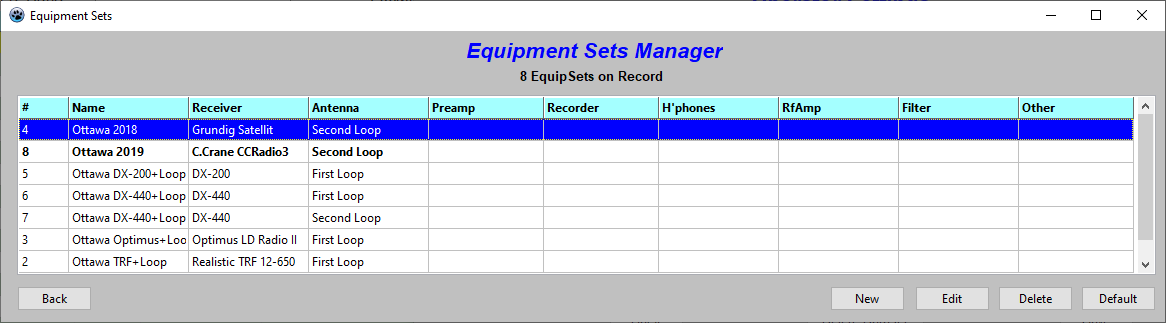 Equipment Sets
Equipment Sets Manager
8 EquipSets on Record
# Name Receiver Antenna Preamp Recorder H'phones RfAmp Filter Other
4 Ottawa 2018 Grundig Satellit Second Loop
8 Ottawa 2019 C.Crane CCRadio3 Second Loop
5 Ottawa DX-200+Loop DX-200 First Loop
6 Ottawa DX-440+Loop DX-440 First Loop
7 Ottawa DX-440+Loop DX-440 Second Loop
3 Ottawa Optimus+Loo Optimus LD Radio II First Loop
2 Ottawa TRF+Loop Realistic TRF 12-650 First Loop
Back New Edit Delete Default